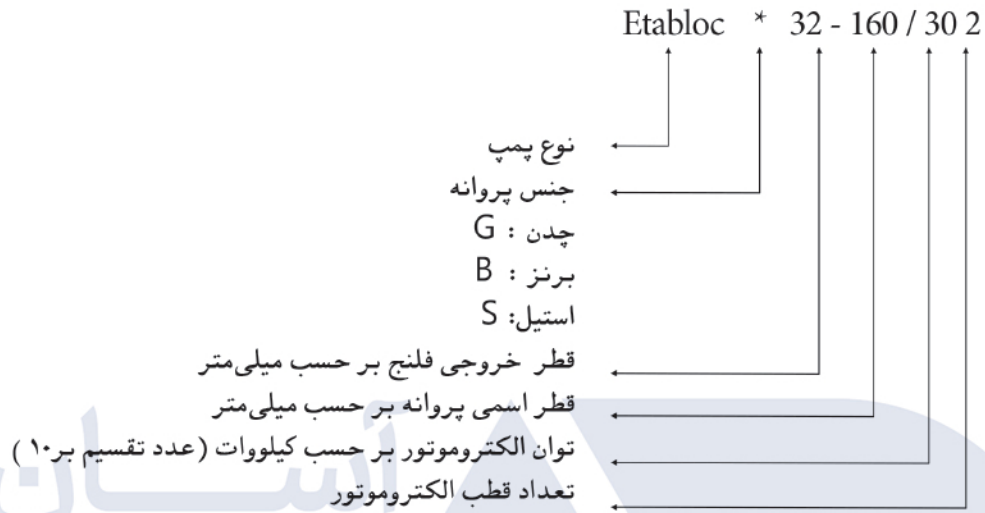 Etabloc * 32 - 160 / 30 2
نوع پمپ
جنس پروانه
چدن : G
برنز : B
استیل: S
قطر خروجی فلنج بر حسب میلی‌متر
قطر اسمی پروانه بر حسب میلی‌متر
توان الکتروموتور بر حسب کیلووات (عدد تقسیم بر۱۰ )
تعداد قطب الکتروموتور
آسان